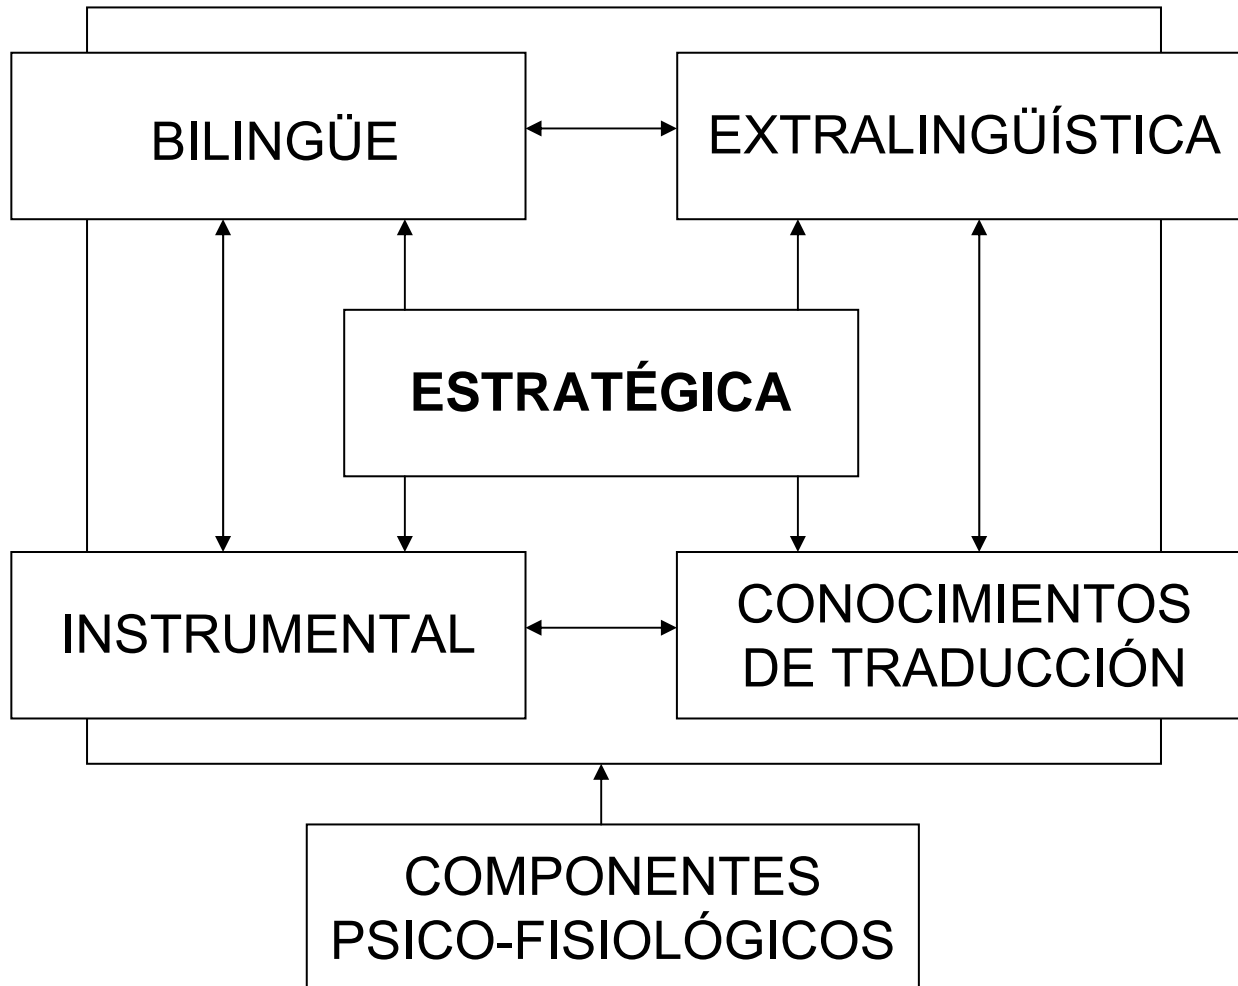 BILINGÜE
EXTRALINGÜÍSTICA
ESTRATÉGICA
INSTRUMENTAL
CONOCIMIENTOS
DE TRADUCCIÓN
COMPONENTES
PSICO-FISIOLÓGICOS